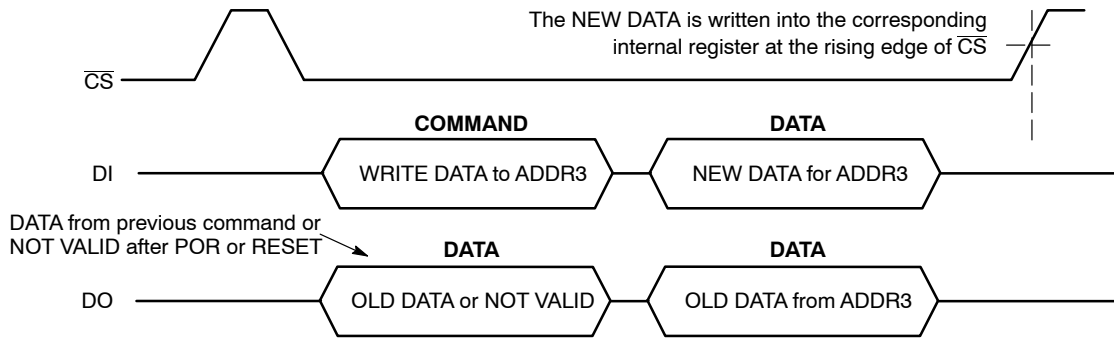 The NEW DATA is written into the corresponding
internal register at the rising edge of C̅S̅
C̅S̅
COMMAND
DATA
DI
WRITE DATA to ADDR3
NEW DATA for ADDR3
DATA from previous command or
NOT VALID after POR or RESET
DATA
DATA
DO
OLD DATA or NOT VALID
OLD DATA from ADDR3